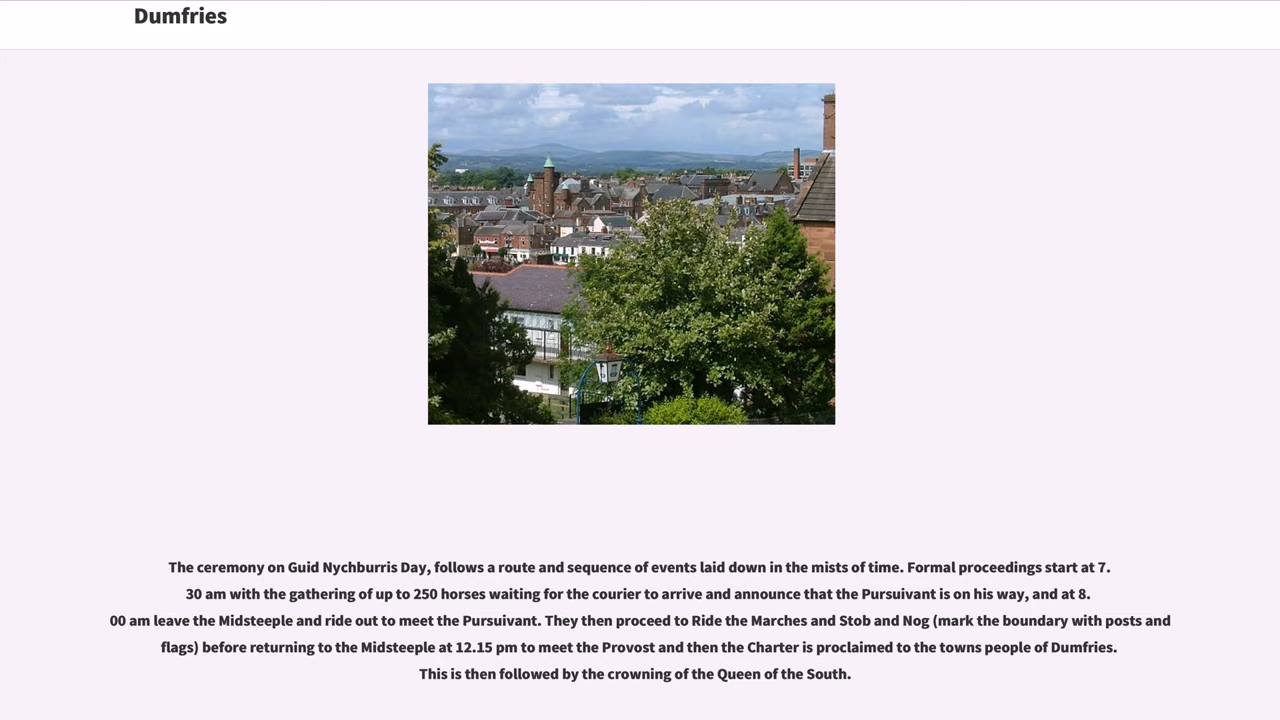 Dumfries
The ceremony on Guid Nychburris Day, follows a route and sequence of events laid down in the mists of time. Formal proceedings start at 7.
30 am with the gathering of up to 250 horses waiting for the courier to arrive and announce that the Pursuivant is on his way, and at 8.
00 am leave the Midsteeple and ride out to meet the Pursuivant. They then proceed to Ride the Marches and Stob and Nog (mark the boundary with posts and
flags) before returning to the Midsteeple at 12.15 pm to meet the Provost and then the Charter is proclaimed to the towns people of Dumfries.
This is then followed by the crowning of the Queen of the South.